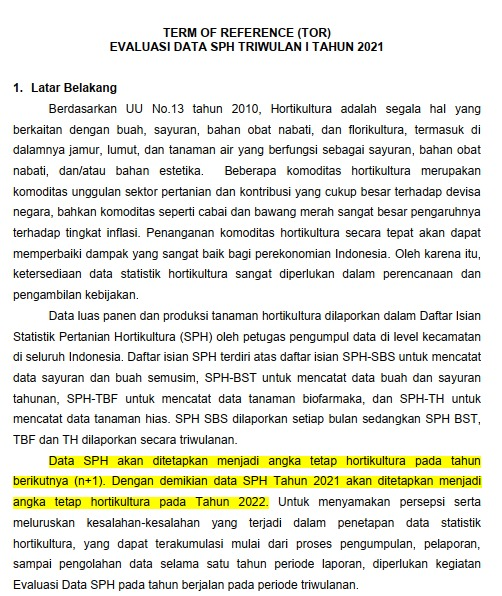 TERM OF REFERENCE (TOR)
EVALUASI DATA SPH TRIWULAN I TAHUN 2021
1. Latar Belakang
Berdasarkan UU No.13 tahun 2010, Hortikultura adalah segala hal yang
berkaitan dengan buah, sayuran, bahan obat nabati, dan florikultura, termasuk di
dalamnya jamur, lumut, dan tanaman air yang berfungsi sebagai sayuran, bahan obat
nabati, dan/atau bahan estetika. Beberapa komoditas hortikultura merupakan
komoditas unggulan sektor pertanian dan kontribusi yang cukup besar terhadap devisa
negara, bahkan komoditas seperti cabai dan bawang merah sangat besar pengaruhnya
terhadap tingkat inflasi. Penanganan komoditas hortikultura secara tepat akan dapat
memperbaiki dampak yang sangat baik bagi perekonomian Indonesia. Oleh karena itu,
ketersediaan data statistik hortikultura sangat diperlukan dalam perencanaan dan
pengambilan kebijakan.
Data luas panen dan produksi tanaman hortikultura dilaporkan dalam Daftar Isian
Statistik Pertanian Hortikultura (SPH) oleh petugas pengumpul data di level kecamatan
di seluruh Indonesia. Daftar isian SPH terdiri atas daftar isian SPH-SBS untuk mencatat
data sayuran dan buah semusim, SPH-BST untuk mencatat data buah dan sayuran
tahunan, SPH-TBF untuk mencatat data tanaman biofarmaka, dan SPH-TH untuk
mencatat data tanaman hias. SPH SBS dilaporkan setiap bulan sedangkan SPH BST,
TBF dan TH dilaporkan secara triwulanan.
Data SPH akan ditetapkan menjadi angka tetap hortikultura pada tahun
berikutnya (n+1). Dengan demikian data SPH Tahun 2021 akan ditetapkan menjadi
angka tetap hortikultura pada Tahun 2022. Untuk menyamakan persepsi serta
meluruskan kesalahan-kesalahan yang terjadi dalam penetapan data statistik
hortikultura, yang dapat terakumulasi mulai dari proses pengumpulan, pelaporan,
sampai pengolahan data selama satu tahun periode laporan, diperlukan kegiatan
Evaluasi Data SPH pada tahun berjalan pada periode triwulanan.